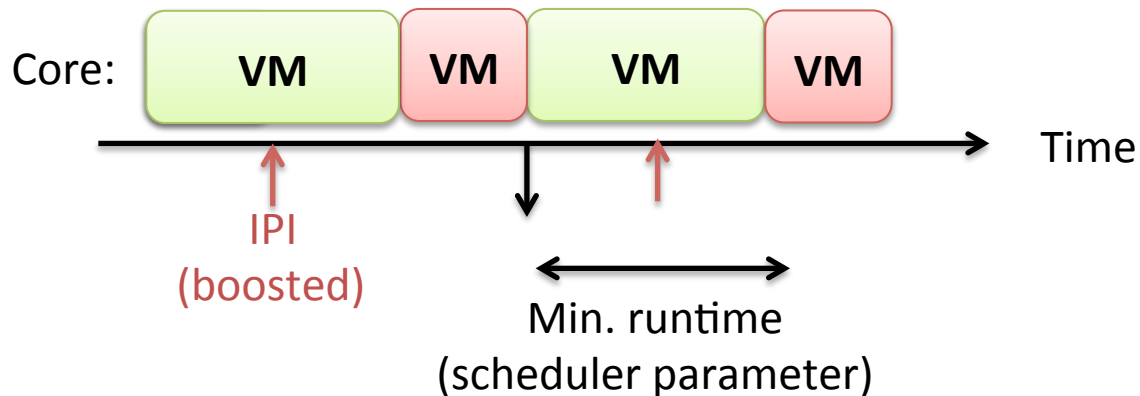 Core: VM VM VM VM
Time
IPI
(boosted)
Min. runtime
(scheduler parameter)